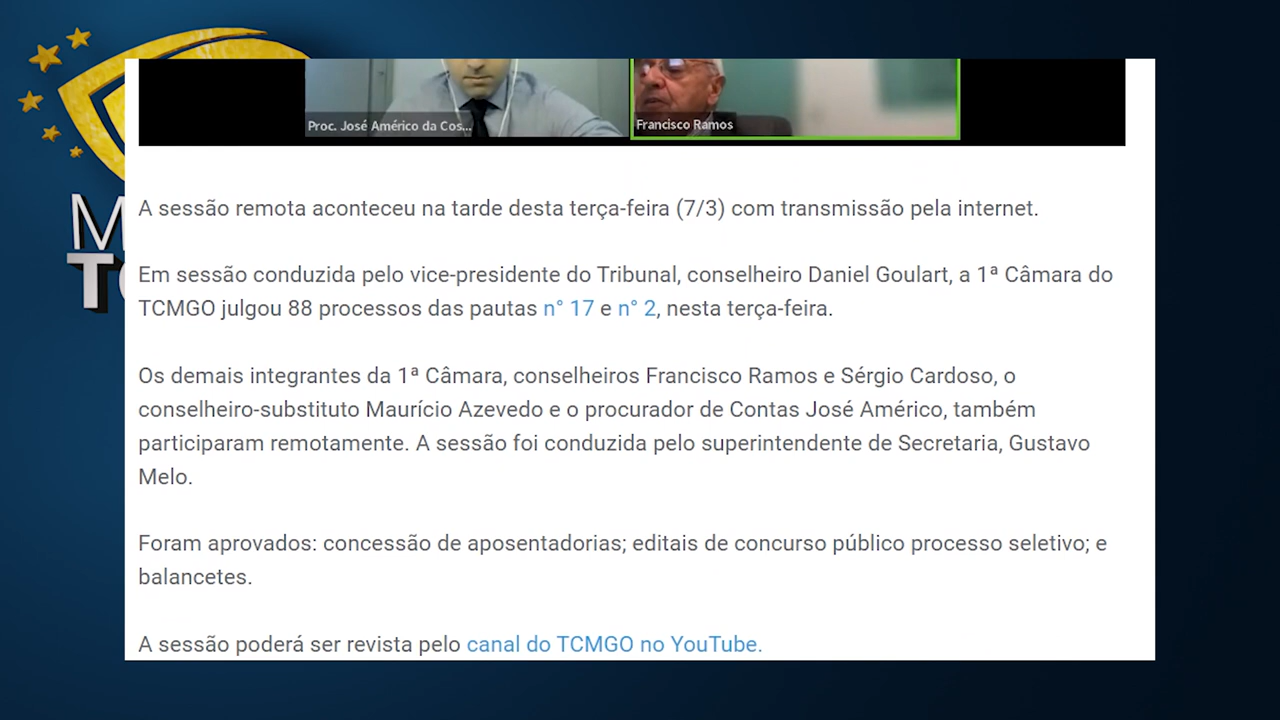 Proc. José Américo da Cos...
Francisco Ramos
A sessão remota aconteceu na tarde desta terça-feira (7/3) com transmissão pela internet.
Em sessão conduzida pelo vice-presidente do Tribunal, conselheiro Daniel Goulart, a 1ª Câmara do
TCMGO julgou 88 processos das pautas n° 17 e n° 2, nesta terça-feira.
Os demais integrantes da 1ª Câmara, conselheiros Francisco Ramos e Sérgio Cardoso, o
conselheiro-substituto Maurício Azevedo e o procurador de Contas José Américo, também
participaram remotamente. A sessão foi conduzida pelo superintendente de Secretaria, Gustavo
Melo.
Foram aprovados: concessão de aposentadorias; editais de concurso público processo seletivo; e
balancetes.
A sessão poderá ser revista pelo canal do TCMGO no YouTube.